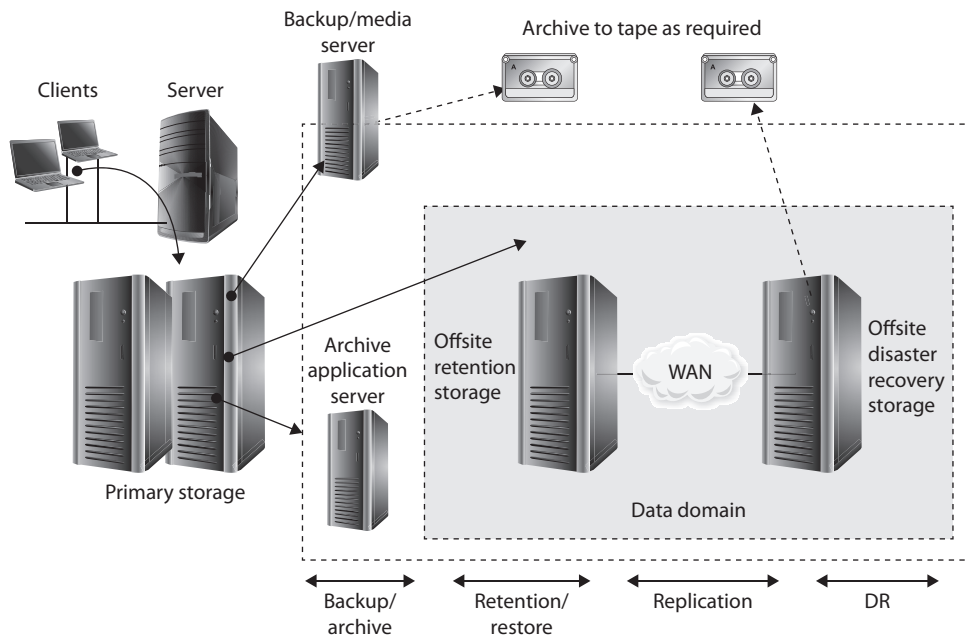 Backup/media
server
Archive to tape as required
A
A
Clients
Server
Primary storage
Archive
application
server
Offsite
retention
storage
WAN
Offsite
disaster
recovery
storage
Data domain
Backup/
archive
Retention/
restore
Replication
DR